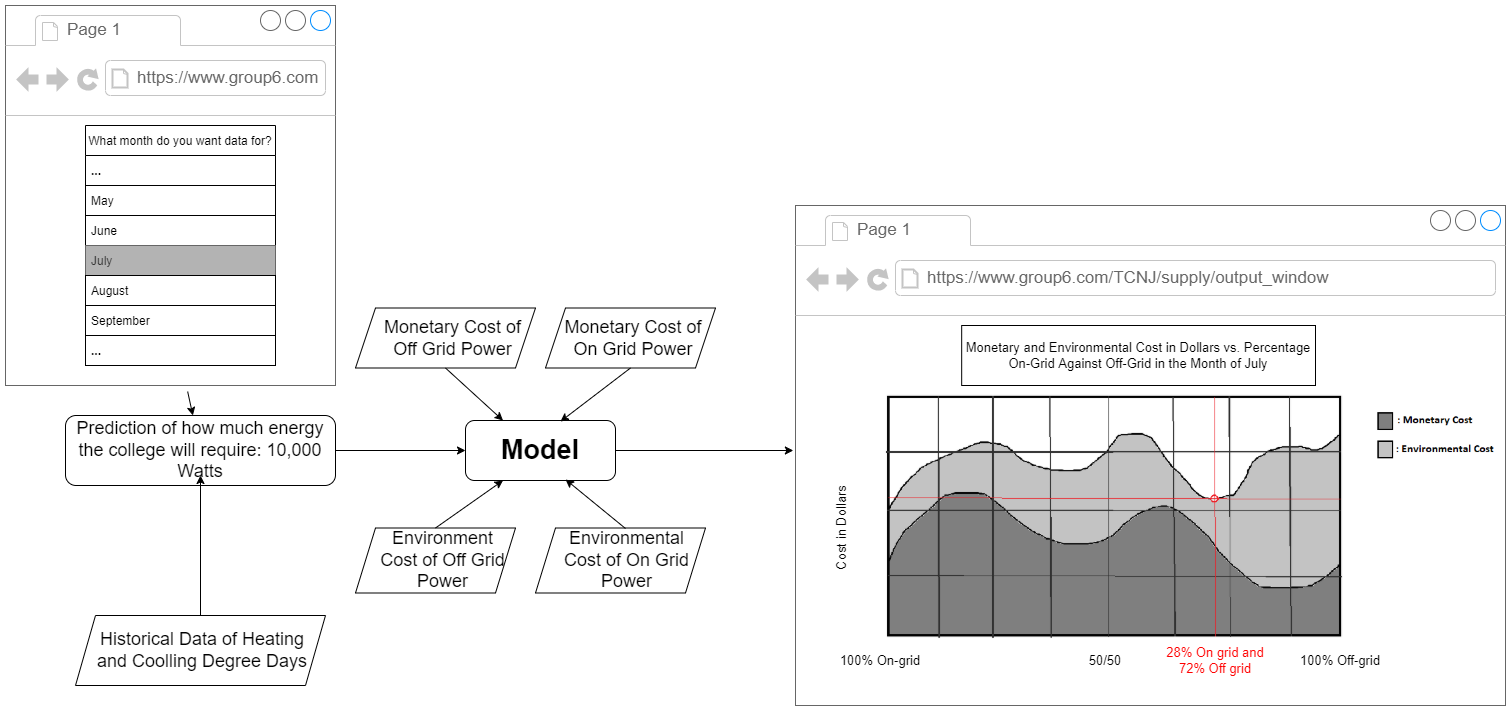 Page 1
https://www.group6.com
What month do you want data for?
...
May
June
July
August
September
...
Prediction of how much energy
the college will require: 10,000
Watts
Historical Data of Heating
and Coolling Degree Days
Monetary Cost of
Off Grid Power
Monetary Cost of
On Grid Power
Model
Environment
Cost of Off Grid
Power
Environmental
Cost of On Grid
Power
Page 1
https://www.group6.com/TCNJ/supply/output_window
Monetary and Environmental Cost in Dollars vs. Percentage
On-Grid Against Off-Grid in the Month of July
: Monetary Cost
: Environmental Cost
Cost in Dollars
100% On-grid
50/50
28% On grid and
72% Off grid
100% Off-grid